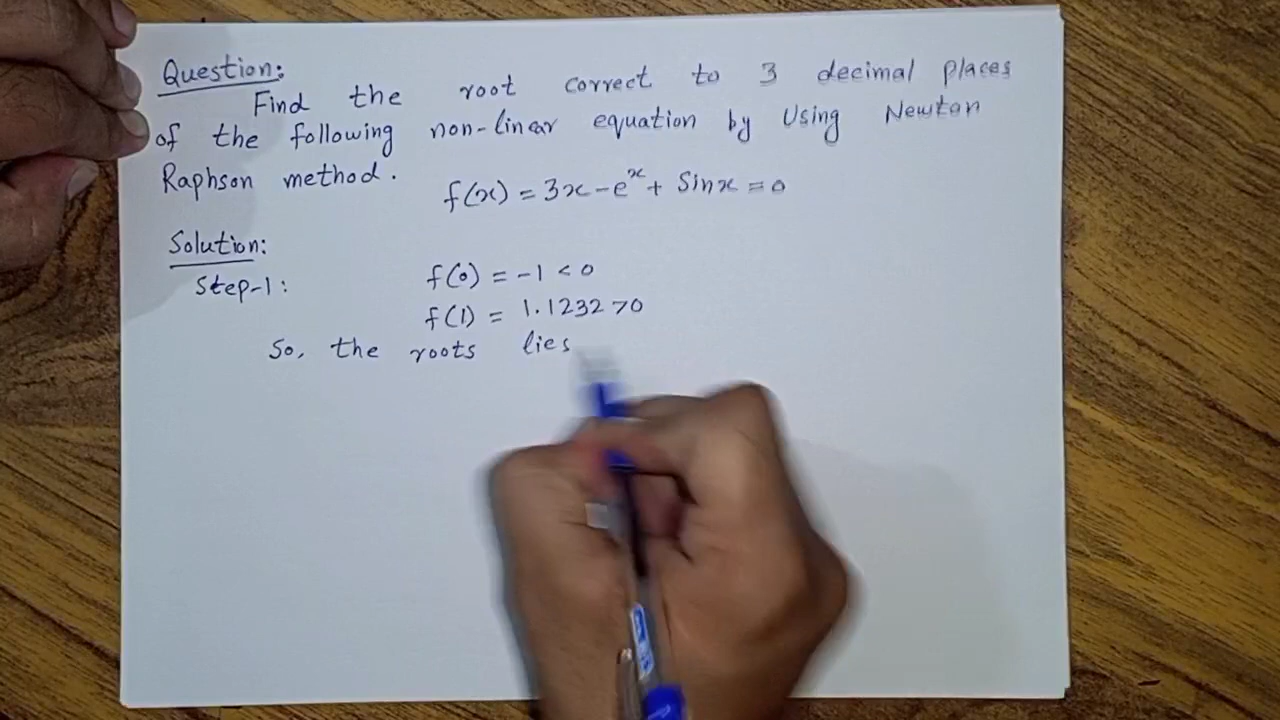 Question:
Find the root correct to 3 decimal places
of the following non-linear equation by Using Newton
Raphson method.
f(x) = 3x - eˣ + Sinx = 0
Solution:
Step-1: f(0) = -1 < 0
f(1) = 1.1232 > 0
So, the roots lies